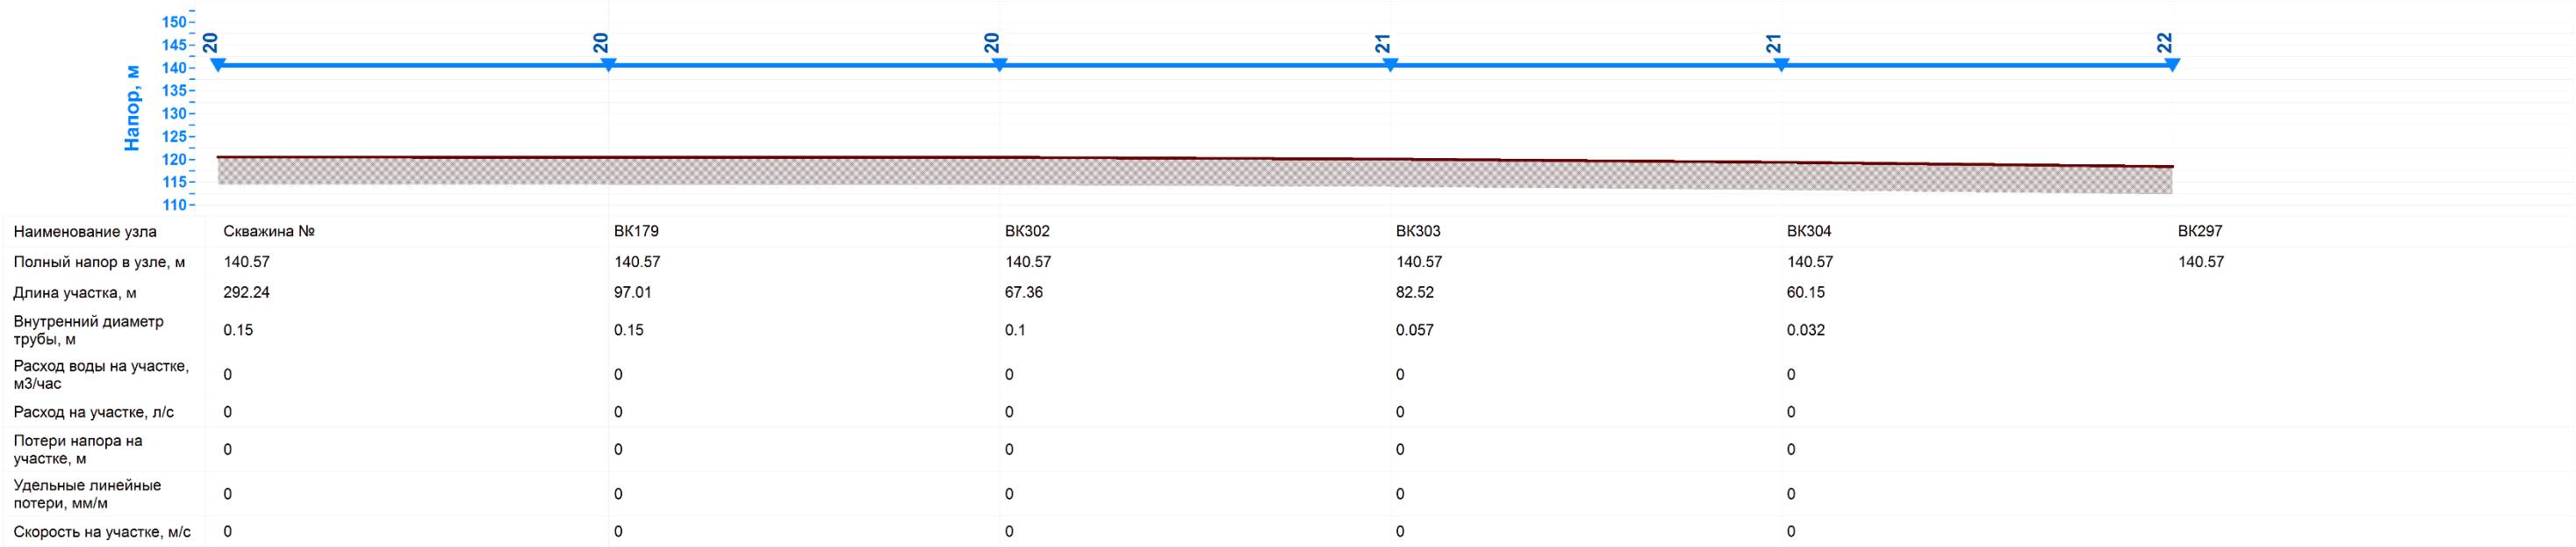 150
145
140
135
130
125
120
115
110
Напор, м
20 20 20 21 21 22
Наименование узла Скважина № ВК179 ВК302 ВК303 ВК304 ВК297
Полный напор в узле, м 140.57 140.57 140.57 140.57 140.57 140.57
Длина участка, м 292.24 97.01 67.36 82.52 60.15
Внутренний диаметр
трубы, м 0.15 0.15 0.1 0.057 0.032
Расход воды на участке,
м3/час 0 0 0 0 0
Расход на участке, л/с 0 0 0 0 0
Потери напора на
участке, м 0 0 0 0 0
Удельные линейные
потери, мм/м 0 0 0 0 0
Скорость на участке, м/с 0 0 0 0 0